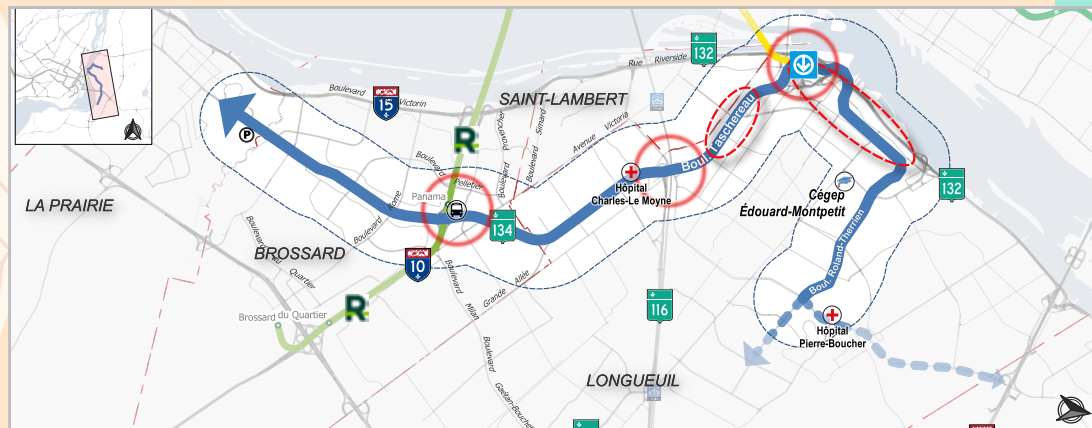 132
Rue Riverside
Boulevard
Victorin
15
SAINT-LAMBERT
R
Boulevard
Simard
Avenue Victoria
Boul. Taschereau
Boulevard
Pelletier
Hôpital
Charles-Le Moyne
Panama
P
LA PRAIRIE
Boulevard Rome
134
Cégep
Édouard-Montpetit
132
BROSSARD
10
Boulevard
Milan
Grande Allée
Boul. Roland-Therrien
Quartier
R
116
Brossard
du Quartier
Hôpital
Pierre-Boucher
LONGUEUIL
Boulevard
Gaétan-Boucher